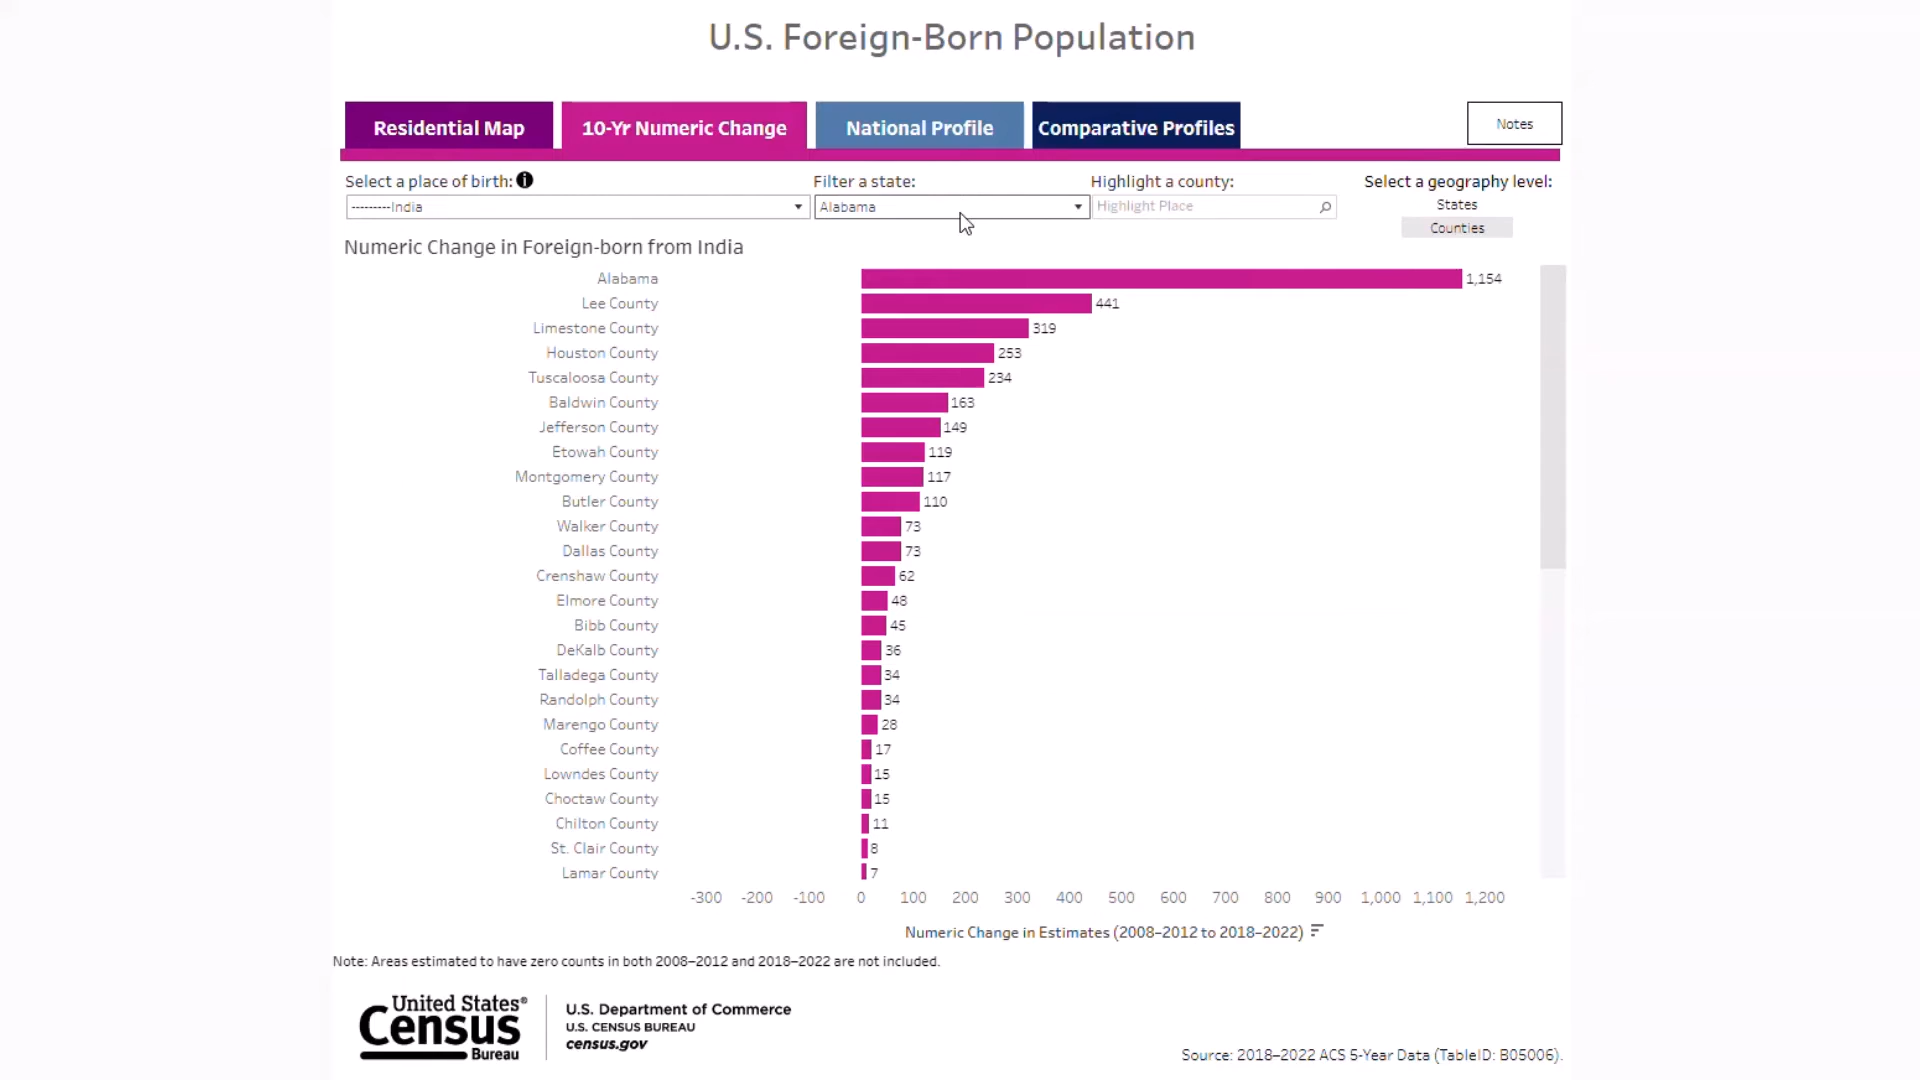 U.S. Foreign-Born Population
Residential Map
10-Yr Numeric Change
National Profile
Comparative Profiles
Notes
Select a place of birth:
Filter a state:
Highlight a county:
Select a geography level:
---------India
Alabama
Highlight Place
States
Counties
Numeric Change in Foreign-born from India
Alabama 1,154
Lee County 441
Limestone County 319
Houston County 253
Tuscaloosa County 234
Baldwin County 163
Jefferson County 149
Etowah County 119
Montgomery County 117
Butler County 110
Walker County 73
Dallas County 73
Crenshaw County 62
Elmore County 48
Bibb County 45
DeKalb County 36
Talladega County 34
Randolph County 34
Marengo County 28
Coffee County 17
Lowndes County 15
Choctaw County 15
Chilton County 11
St. Clair County 8
Lamar County 7
-300 -200 -100 0 100 200 300 400 500 600 700 800 900 1,000 1,100 1,200
Numeric Change in Estimates (2008–2012 to 2018–2022)
Note: Areas estimated to have zero counts in both 2008–2012 and 2018–2022 are not included.
United States®
Census
Bureau
U.S. Department of Commerce
U.S. CENSUS BUREAU
census.gov
Source: 2018–2022 ACS 5-Year Data (TableID: B05006).